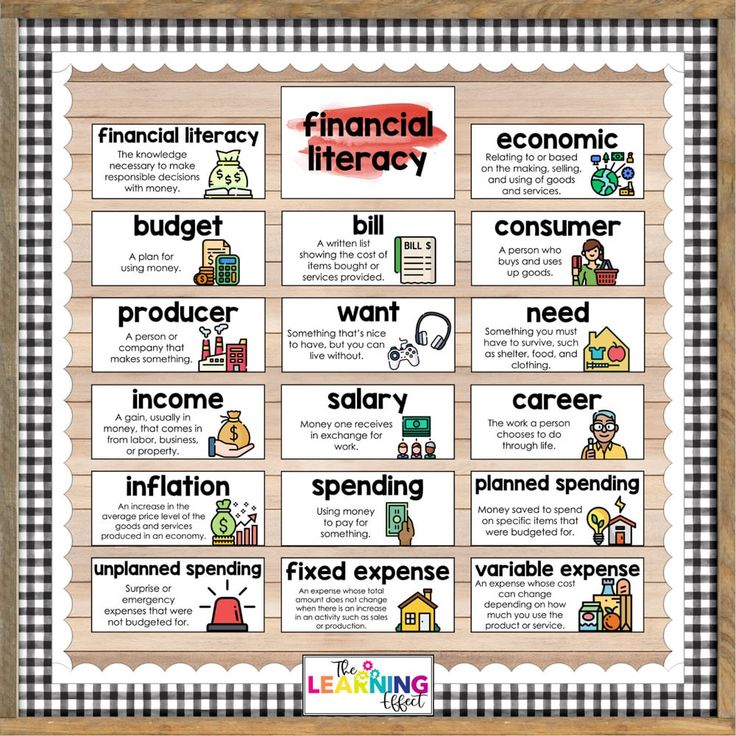 financial
literacy
financial literacy
The knowledge
necessary to make
responsible decisions
with money.
$ $
$ $ $
economic
Relating to or based
on the making, selling,
and using of goods
and services.
budget
A plan for
using money.
bill
A written list
showing the cost of
items bought or
services provided.
BILL $
consumer
A person who
buys and uses
up goods.
producer
A person or
company that
makes something.
want
Something that's nice
to have, but you can
live without.
need
Something you must
have to survive, such
as shelter, food, and
clothing.
income
A gain, usually in
money, that comes in
from labor, business,
or property.
$
salary
Money one receives
in exchange for
work.
career
The work a person
chooses to do
through life.
inflation
An increase in the
average price level of the
goods and services
produced in an economy.
spending
Using money
to pay for
something.
planned spending
Money saved to spend
on specific items that
were budgeted for.
unplanned spending
Surprise or
emergency
expenses that were
not budgeted for.
fixed expense
An expense whose total
amount does not change
when there is an increase
in an activity such as sales
or production.
variable expense
An expense whose cost
can change
depending on how
much you use the
product or service.
The
LEARNING
Effect